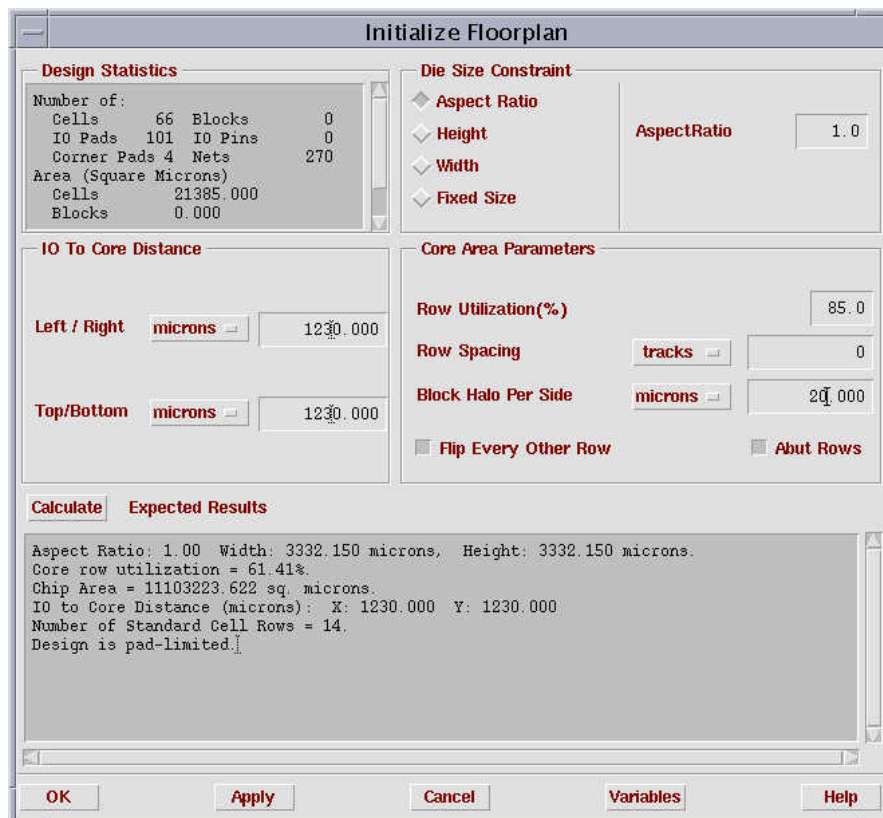 Initialize Floorplan
Design Statistics
Number of:
Cells 66 Blocks 0
IO Pads 101 IO Pins 0
Corner Pads 4 Nets 270
Area (Square Microns)
Cells 21385.000
Blocks 0.000
Die Size Constraint
Aspect Ratio
Height
Width
Fixed Size
AspectRatio 1.0
IO To Core Distance
Left / Right microns 1230.000
Top/Bottom microns 1230.000
Core Area Parameters
Row Utilization(%) 85.0
Row Spacing tracks 0
Block Halo Per Side microns 20.000
Flip Every Other Row Abut Rows
Calculate Expected Results
Aspect Ratio: 1.00 Width: 3332.150 microns, Height: 3332.150 microns.
Core row utilization = 61.41%.
Chip Area = 11103223.622 sq. microns.
IO to Core Distance (microns): X: 1230.000 Y: 1230.000
Number of Standard Cell Rows = 14.
Design is pad-limited.
OK Apply Cancel Variables Help